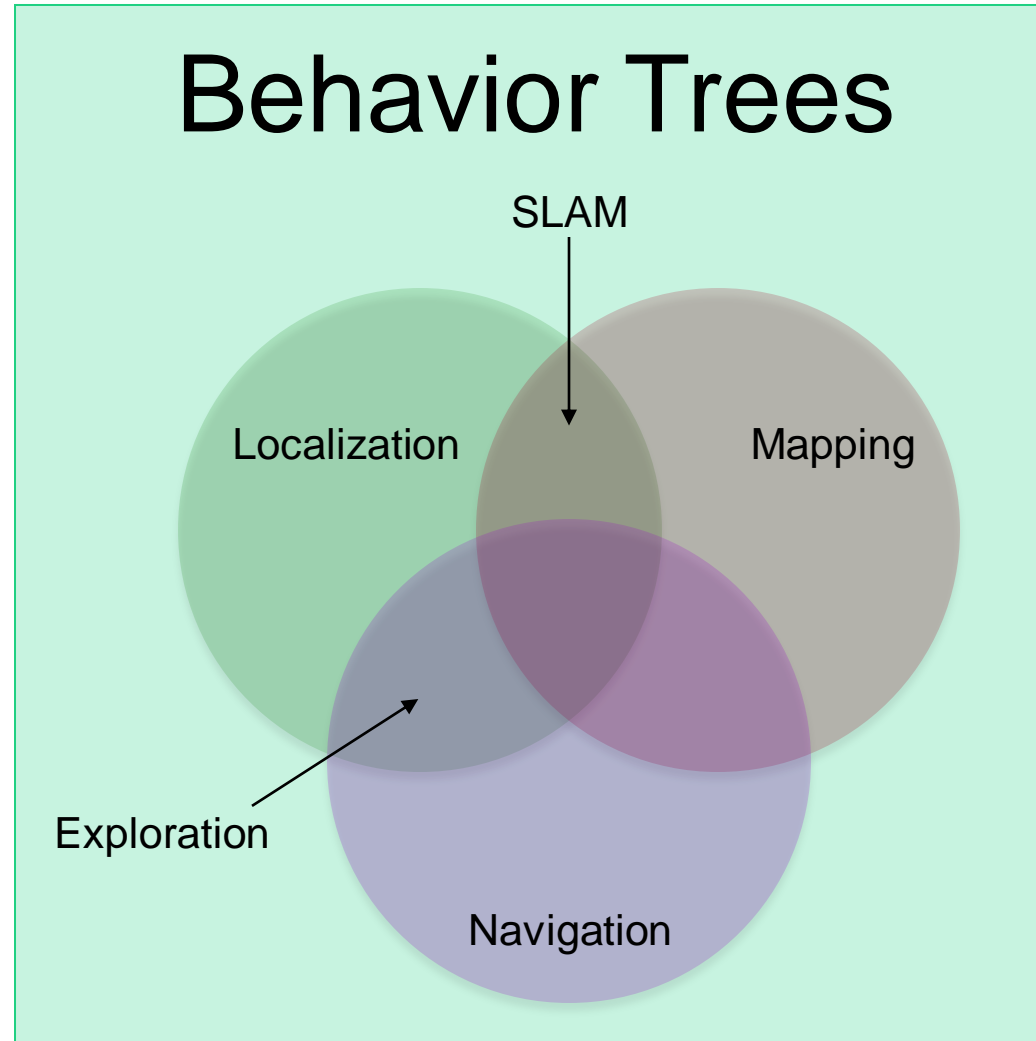 Behavior Trees
SLAM
Localization
Mapping
Exploration
Navigation